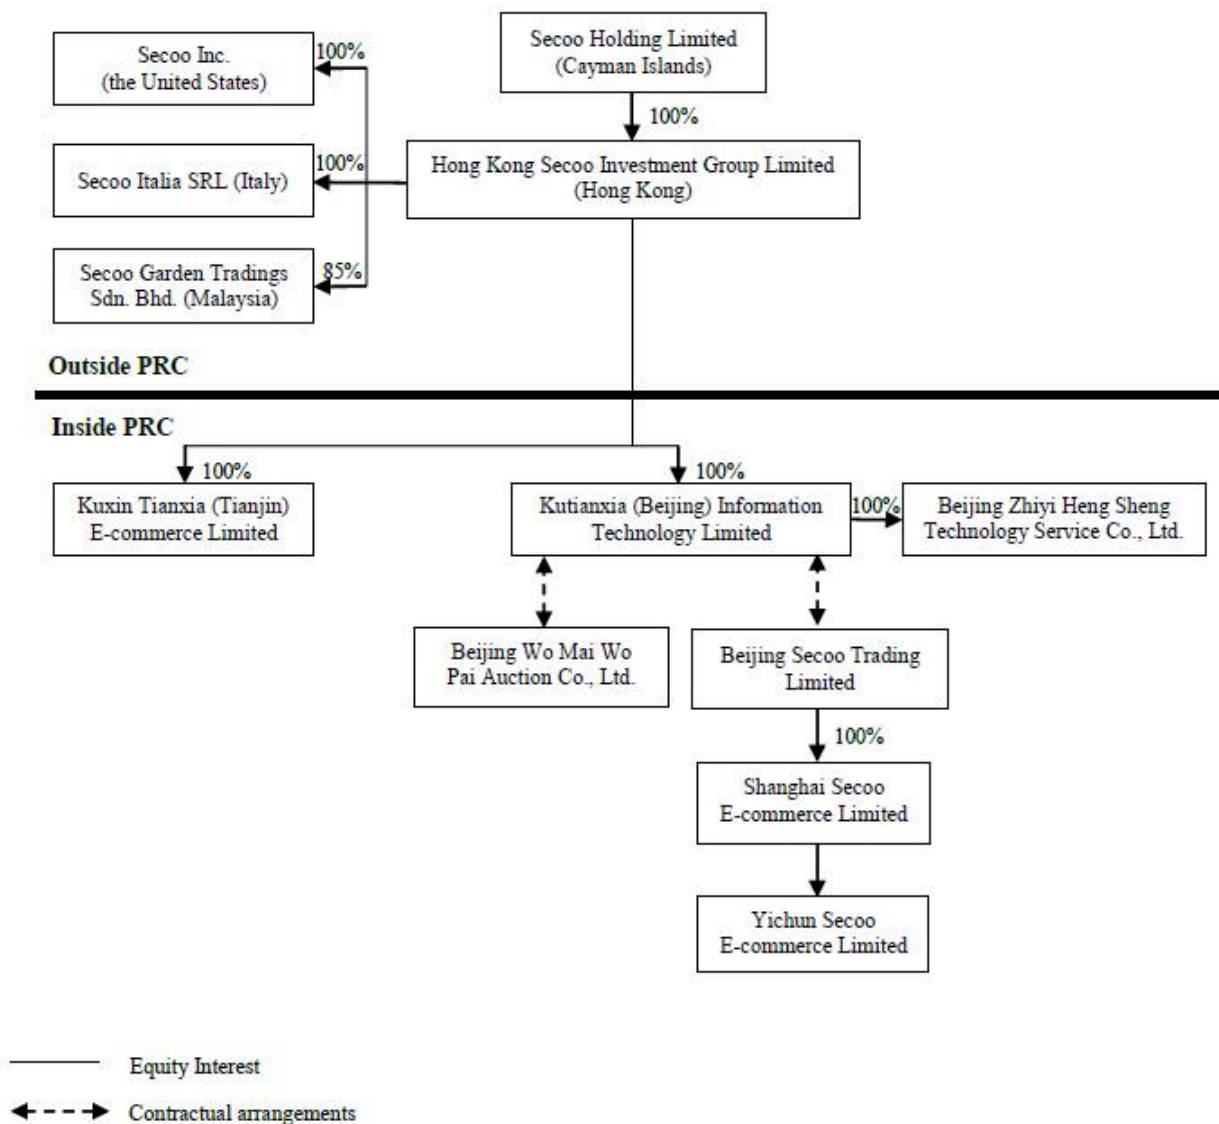 Secoo Holding Limited
(Cayman Islands)
100%
Secoo Inc.
(the United States)
100%
Hong Kong Secoo Investment Group Limited
(Hong Kong)
100%
Secoo Italia SRL (Italy)
85%
Secoo Garden Tradings
Sdn. Bhd. (Malaysia)
Outside PRC
Inside PRC
100%
100%
Kuxin Tianxia (Tianjin)
E-commerce Limited
Kutianxia (Beijing) Information
Technology Limited
100%
Beijing Zhiyi Heng Sheng
Technology Service Co., Ltd.
Beijing Wo Mai Wo
Pai Auction Co., Ltd.
Beijing Secoo Trading
Limited
100%
Shanghai Secoo
E-commerce Limited
Yichun Secoo
E-commerce Limited
Equity Interest
Contractual arrangements